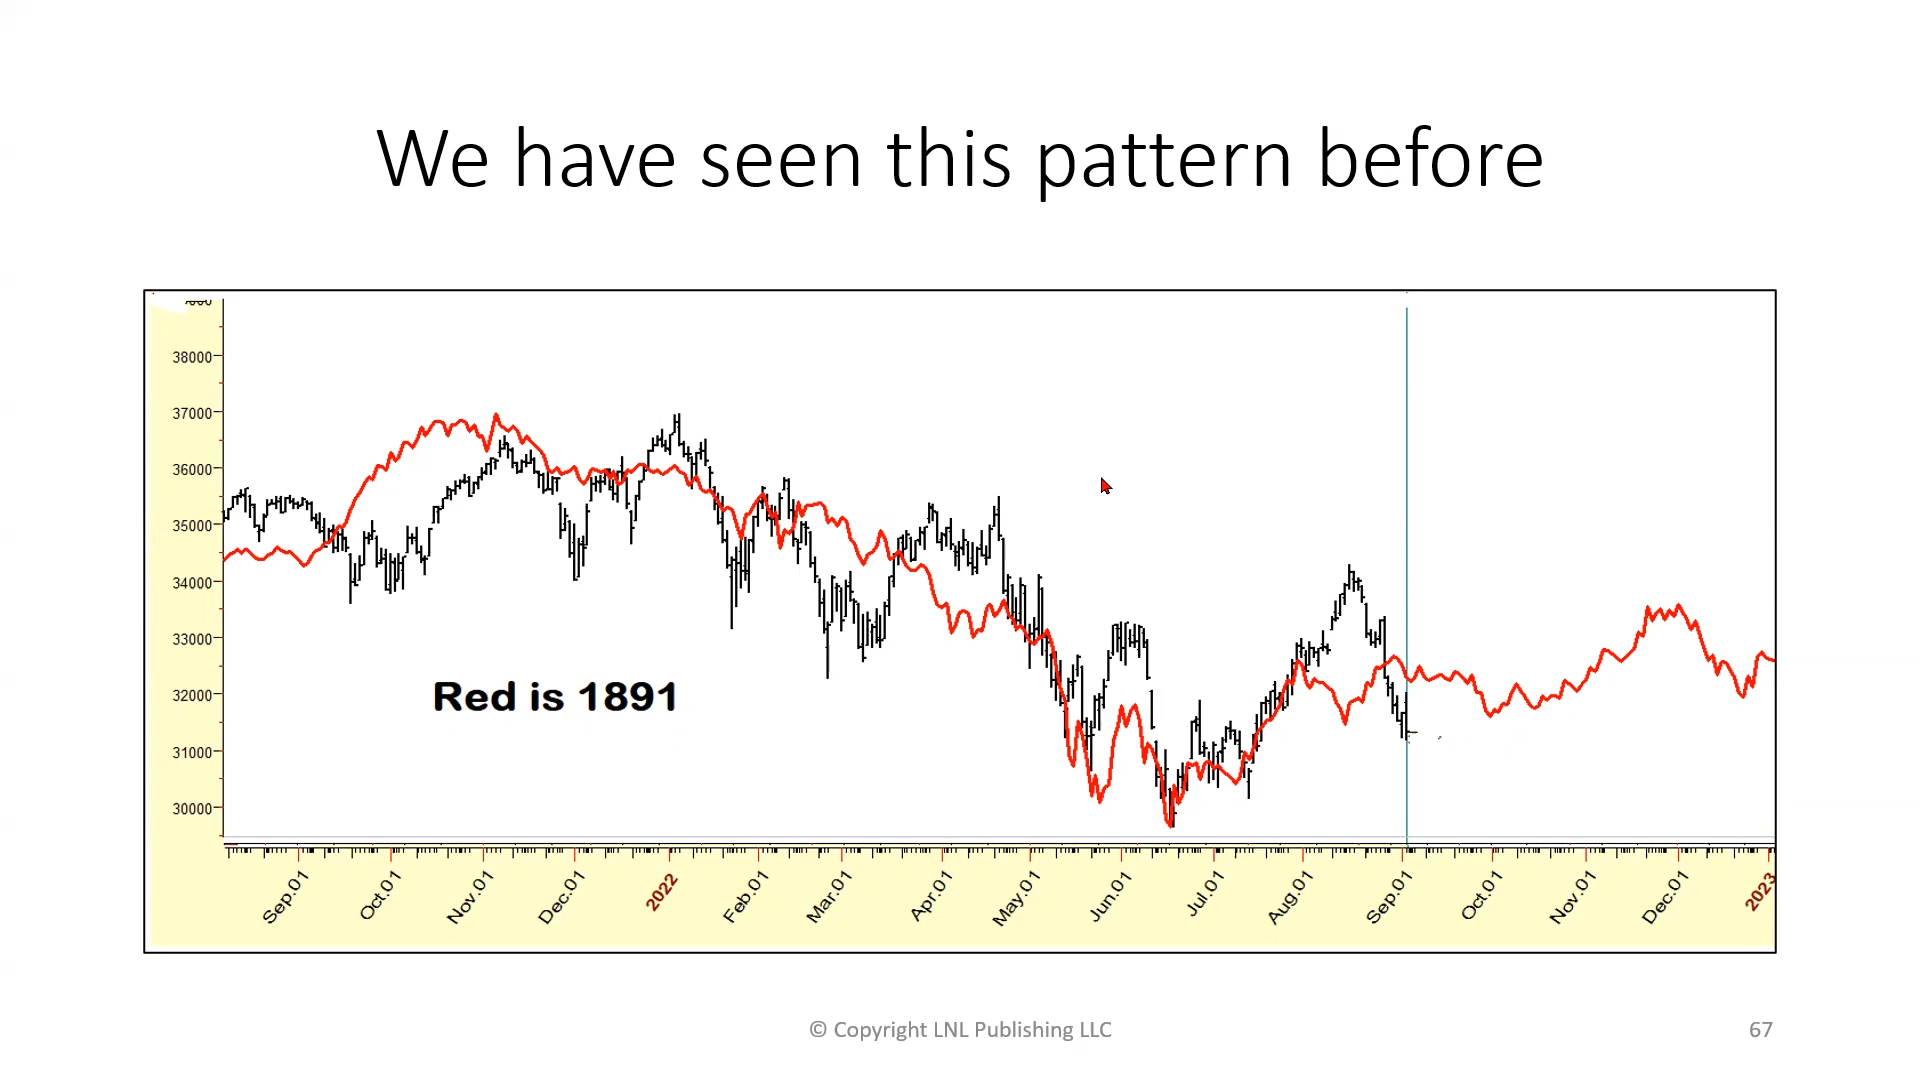 We have seen this pattern before
38000
37000
36000
35000
34000
33000
32000
31000
30000
Red is 1891
Sep.01 Oct.01 Nov.01 Dec.01 2022 Feb.01 Mar.01 Apr.01 May.01 Jun.01 Jul.01 Aug.01 Sep.01 Oct.01 Nov.01 Dec.01 2023
© Copyright LNL Publishing LLC
67